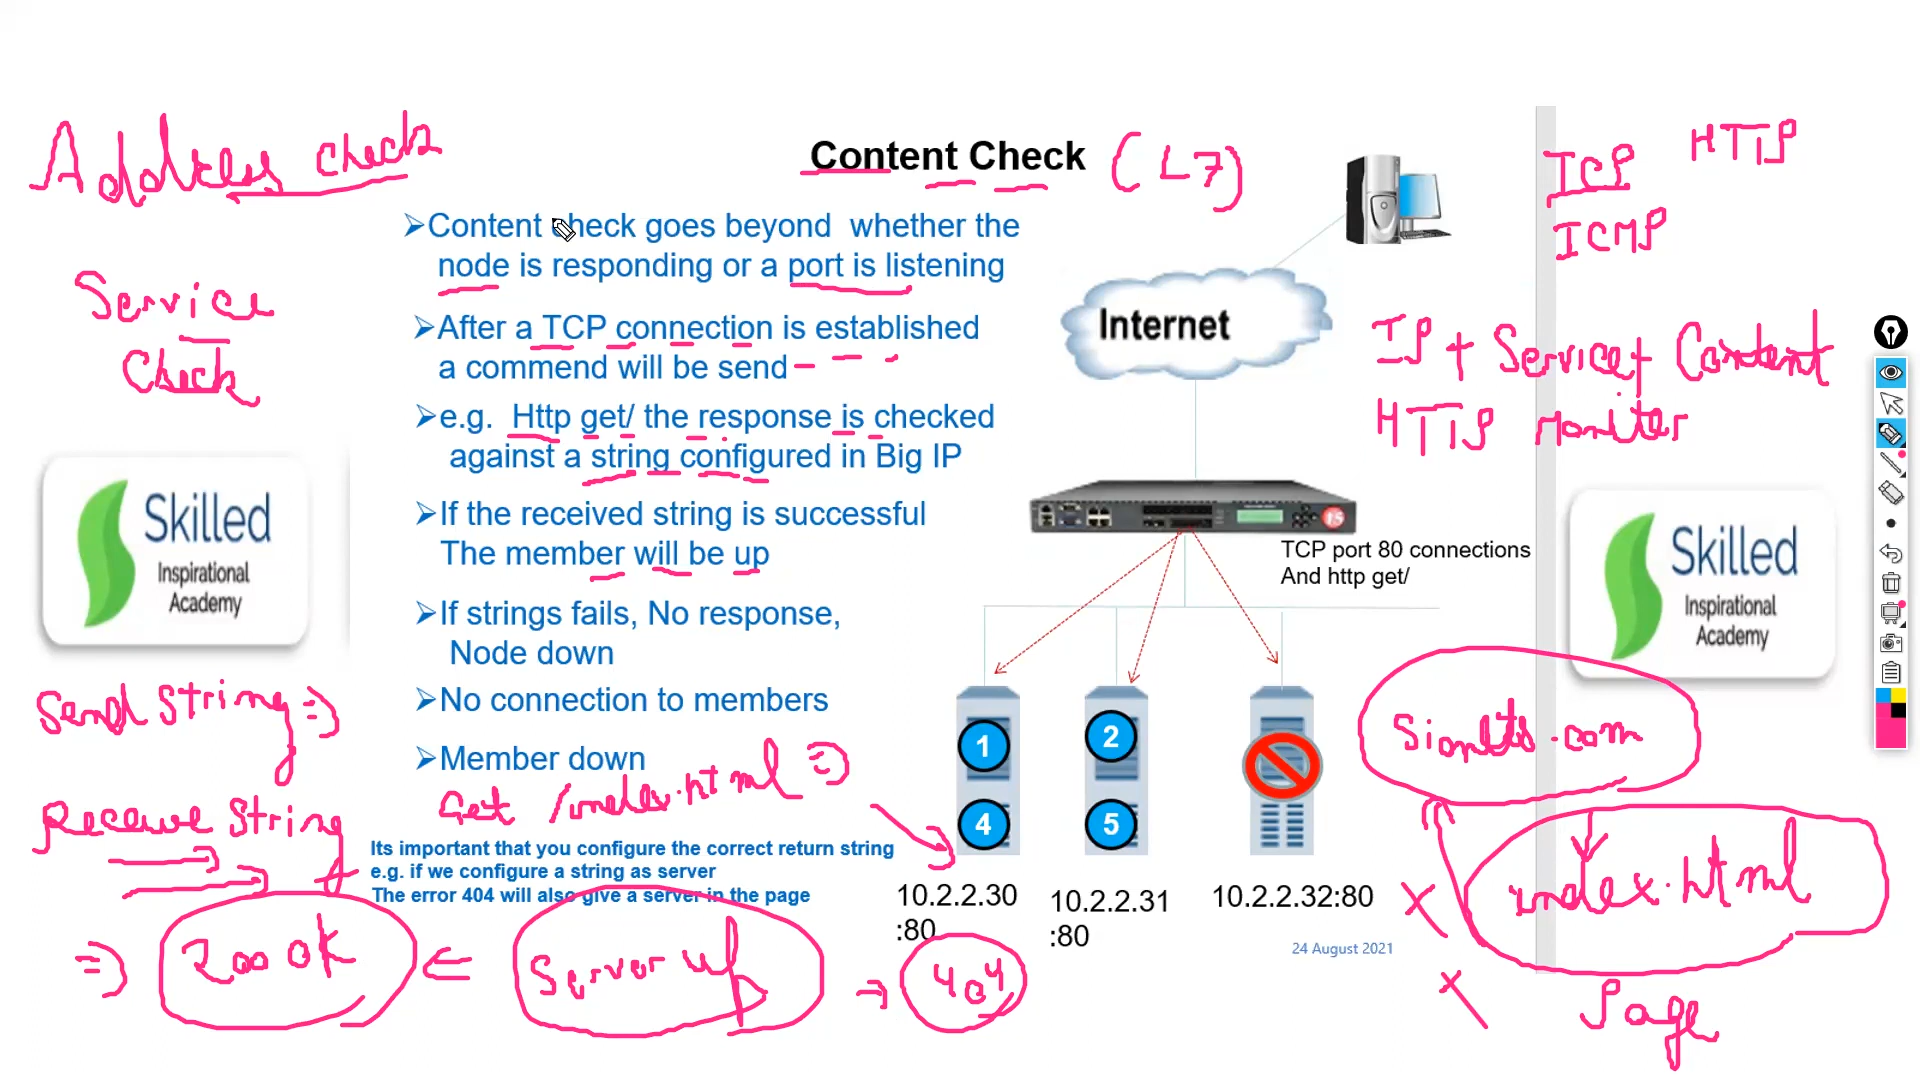 Address Check
Content Check (L7)
HTTP
TCP
ICMP
➢Content check goes beyond whether the
node is responding or a port is listening
Service
Check
➢After a TCP connection is established
a commend will be send
Internet
IP + Service+ Content
HTTP Moniter
➢e.g. Http get/ the response is checked
against a string configured in Big IP
Skilled
Inspirational
Academy
➢If the received string is successful
The member will be up
TCP port 80 connections
And http get/
Skilled
Inspirational
Academy
➢If strings fails, No response,
Node down
➢No connection to members
➢Member down
Send String =>
Receive String
Get /index.html =>
1
2
4
5
.com
index.html
Its important that you configure the correct return string
e.g. if we configure a string as server
The error 404 will also give a server in the page
10.2.2.30
:80
10.2.2.31
:80
10.2.2.32:80
24 August 2021
=> 200 ok <= Server up => 404
Page